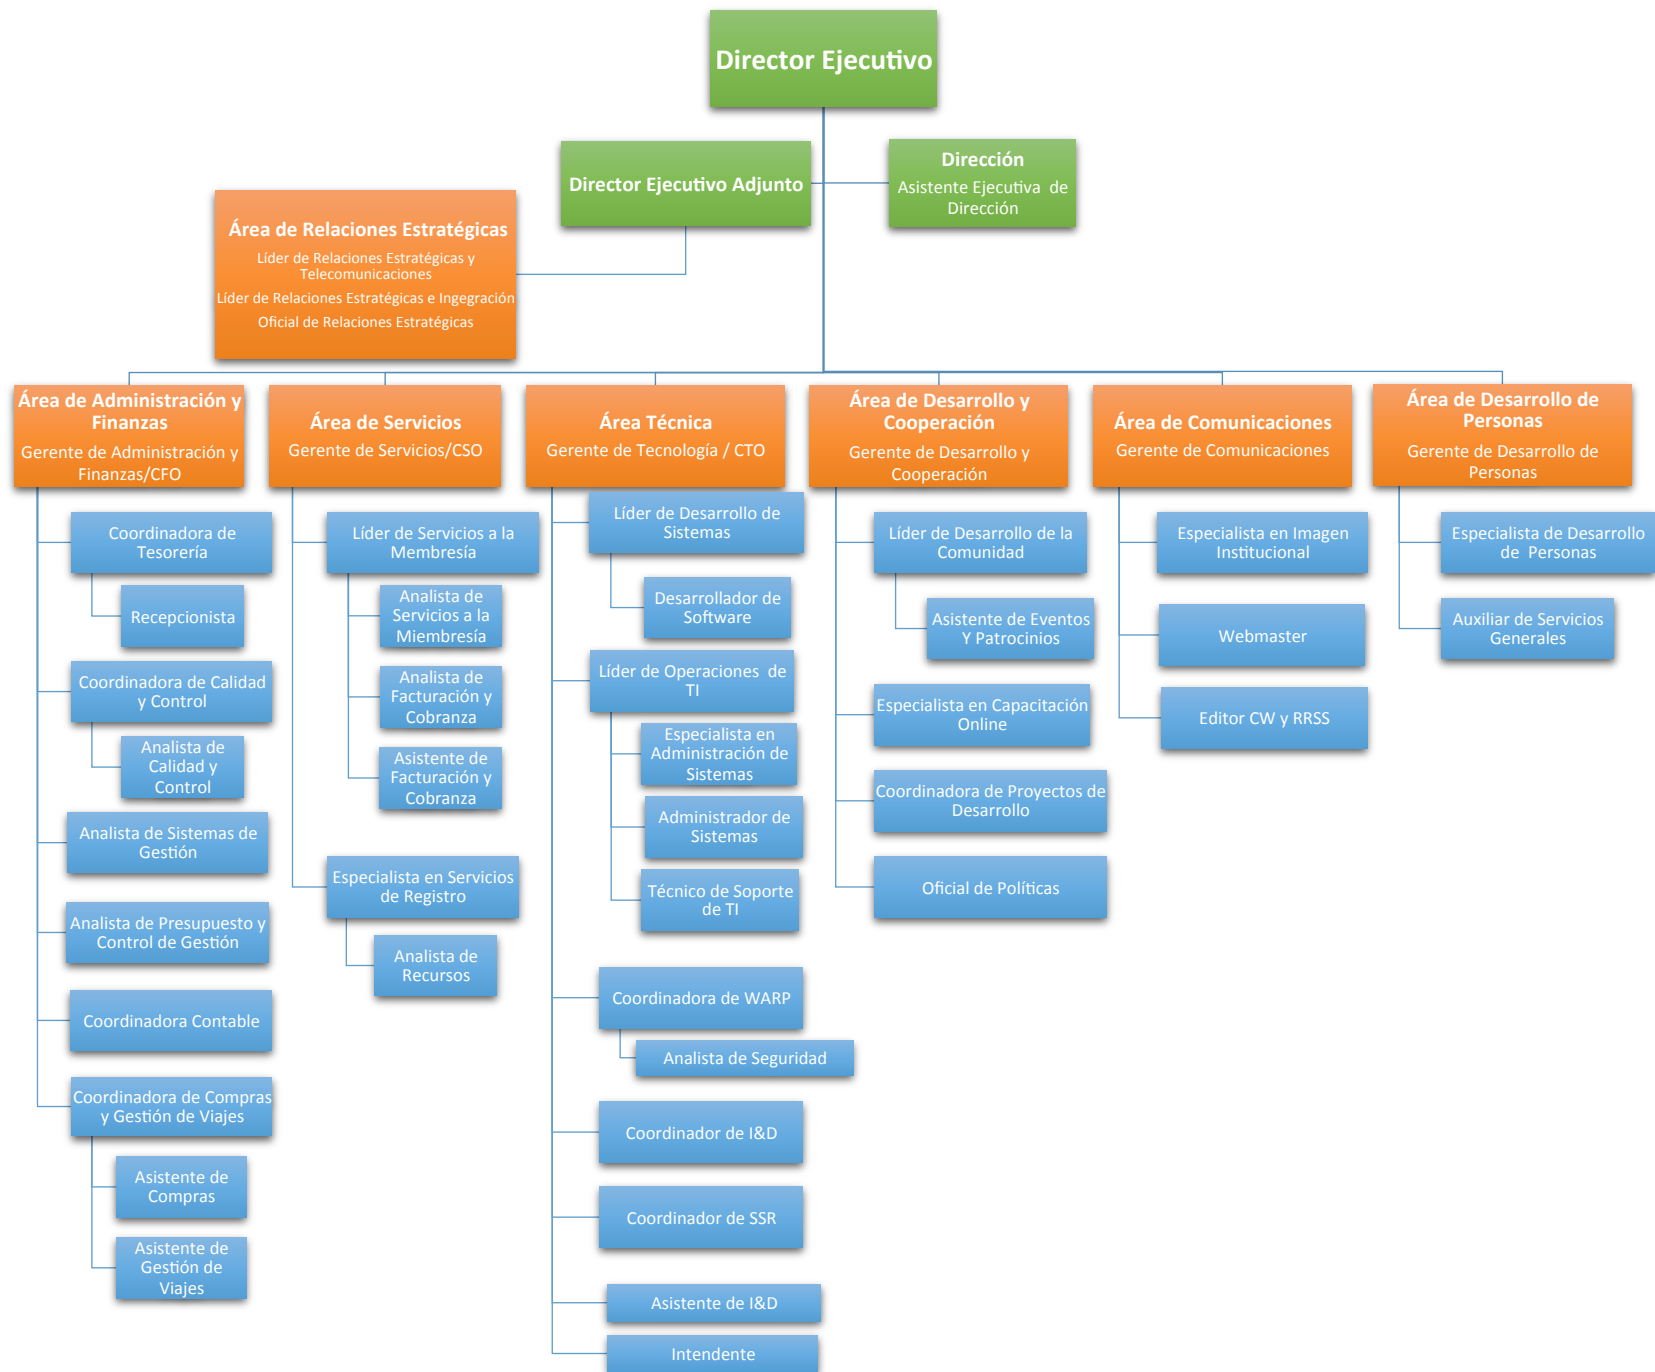 Director Ejecutivo
Director Ejecutivo Adjunto
Dirección
Asistente Ejecutiva de
Dirección
Área de Relaciones Estratégicas
Líder de Relaciones Estratégicas y
Telecomunicaciones
Líder de Relaciones Estratégicas e Ingegración
Oficial de Relaciones Estratégicas
Área de Administración y
Finanzas
Gerente de Administración y
Finanzas/CFO
Coordinadora de
Tesorería
Recepcionista
Coordinadora de Calidad
y Control
Analista de
Calidad y
Control
Analista de Sistemas de
Gestión
Analista de Presupuesto y
Control de Gestión
Coordinadora Contable
Coordinadora de Compras
y Gestión de Viajes
Asistente de
Compras
Asistente de
Gestión de
Viajes
Área de Servicios
Gerente de Servicios/CSO
Líder de Servicios a la
Membresía
Analista de
Servicios a la
Miembresía
Analista de
Facturación y
Cobranza
Asistente de
Facturación y
Cobranza
Especialista en Servicios
de Registro
Analista de
Recursos
Área Técnica
Gerente de Tecnología / CTO
Líder de Desarrollo de
Sistemas
Desarrollador de
Software
Líder de Operaciones de
TI
Especialista en
Administración de
Sistemas
Administrador de
Sistemas
Técnico de Soporte
de TI
Coordinadora de WARP
Analista de Seguridad
Coordinador de I&D
Coordinador de SSR
Asistente de I&D
Intendente
Área de Desarrollo y
Cooperación
Gerente de Desarrollo y
Cooperación
Líder de Desarrollo de la
Comunidad
Asistente de Eventos
Y Patrocinios
Especialista en Capacitación
Online
Coordinadora de Proyectos de
Desarrollo
Oficial de Políticas
Área de Comunicaciones
Gerente de Comunicaciones
Especialista en Imagen
Institucional
Webmaster
Editor CW y RRSS
Área de Desarrollo de
Personas
Gerente de Desarrollo de
Personas
Especialista de Desarrollo
de Personas
Auxiliar de Servicios
Generales